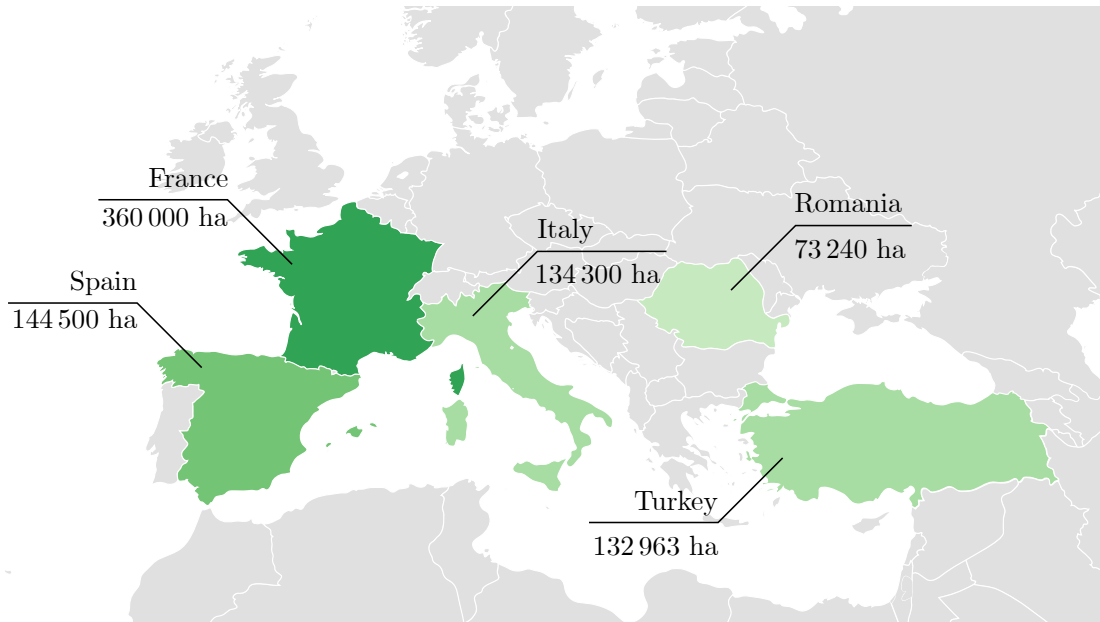 France
360 000 ha
Romania
73 240 ha
Italy
134 300 ha
Spain
144 500 ha
Turkey
132 963 ha